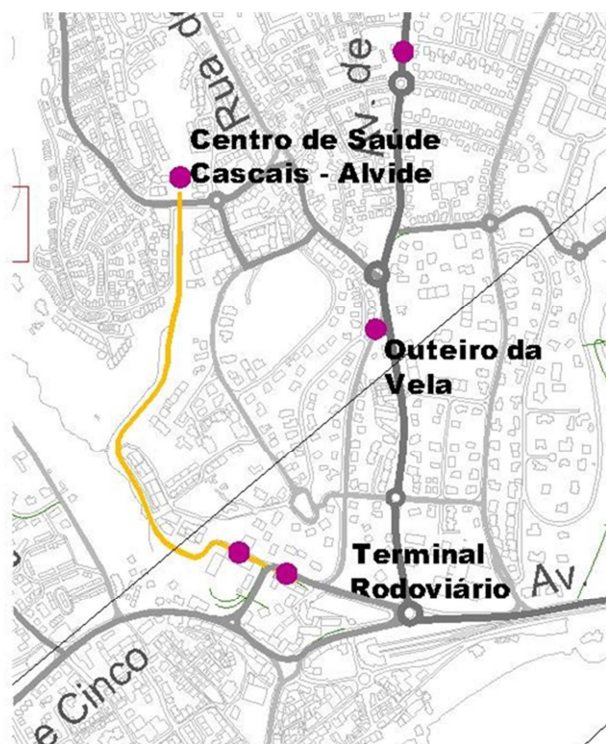 Rua d
Av. de
Centro de Saúde
Cascais - Alvide
Outeiro da
Vela
Terminal
Rodoviário
Av.
e Cinco